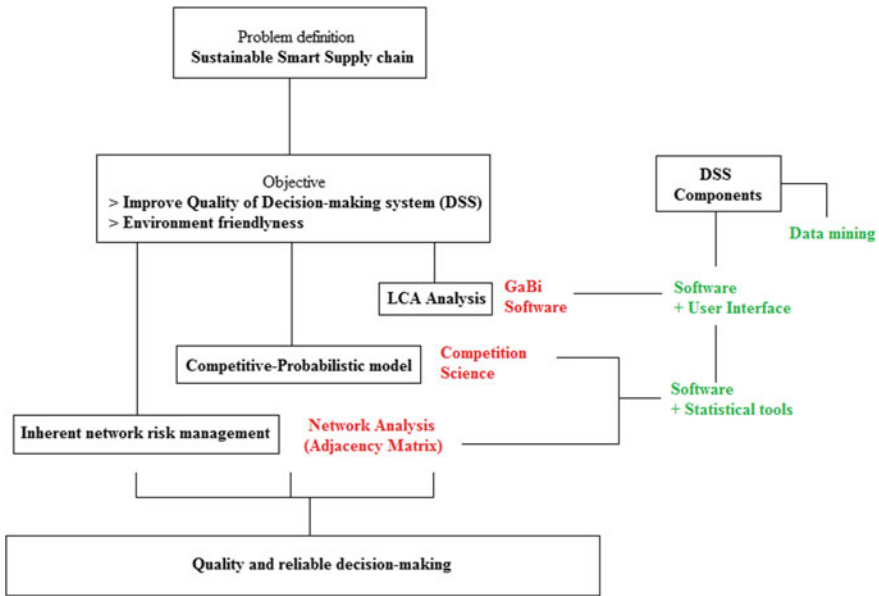 Problem definition
Sustainable Smart Supply chain
Objective
> Improve Quality of Decision-making system (DSS)
> Environment friendlyness
DSS
Components
Data mining
LCA Analysis
GaBi
Software
Software
+ User Interface
Competitive-Probabilistic model
Competition
Science
Software
+ Statistical tools
Inherent network risk management
Network Analysis
(Adjacency Matrix)
Quality and reliable decision-making